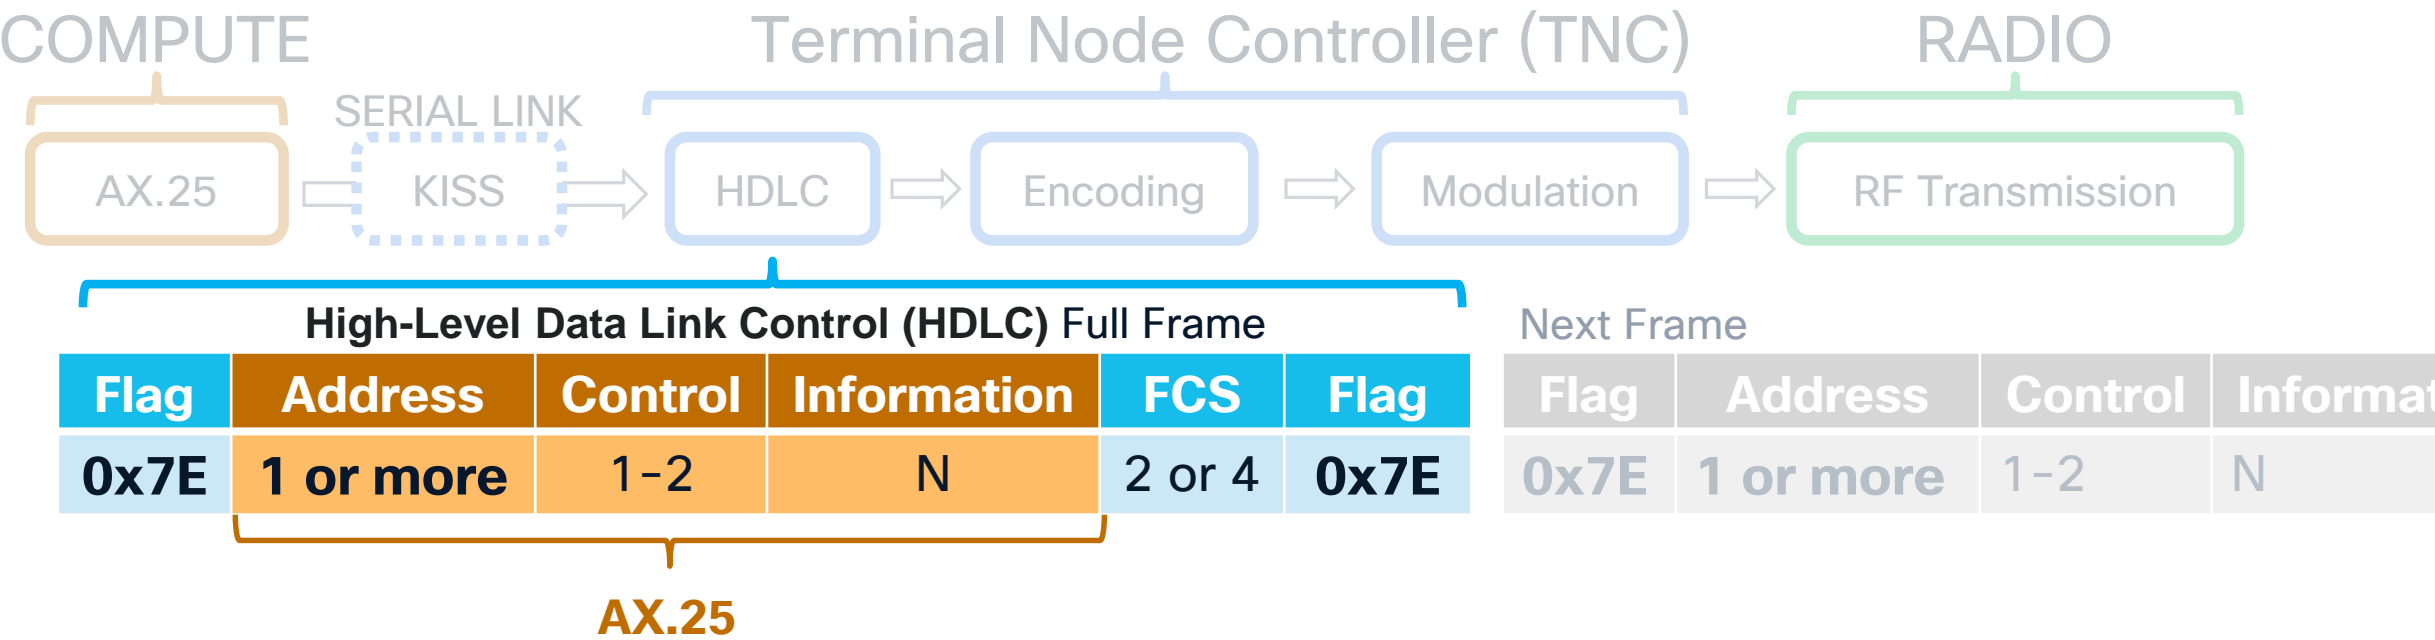 COMPUTE Terminal Node Controller (TNC) RADIO
SERIAL LINK
AX.25 KISS HDLC Encoding Modulation RF Transmission
High-Level Data Link Control (HDLC) Full Frame Next Frame
Flag Address Control Information FCS Flag Flag Address Control Informat
0x7E 1 or more 1-2 N 2 or 4 0x7E 0x7E 1 or more 1-2 N
AX.25